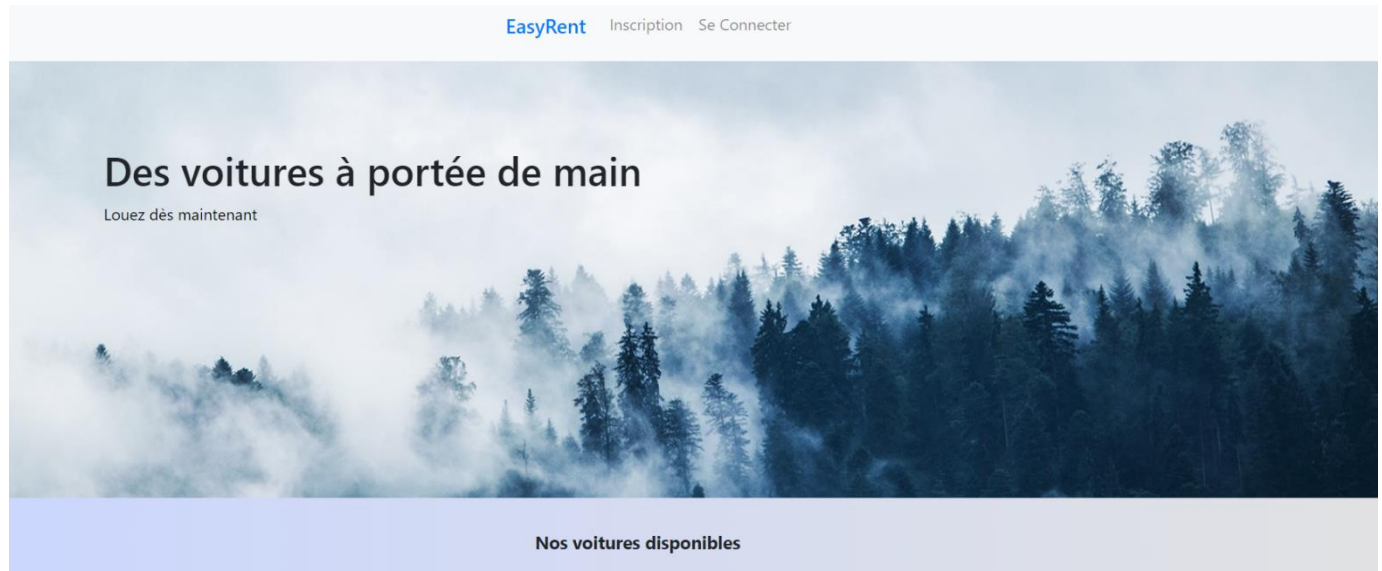 EasyRent Inscription Se Connecter
Des voitures à portée de main
Louez dès maintenant
Nos voitures disponibles